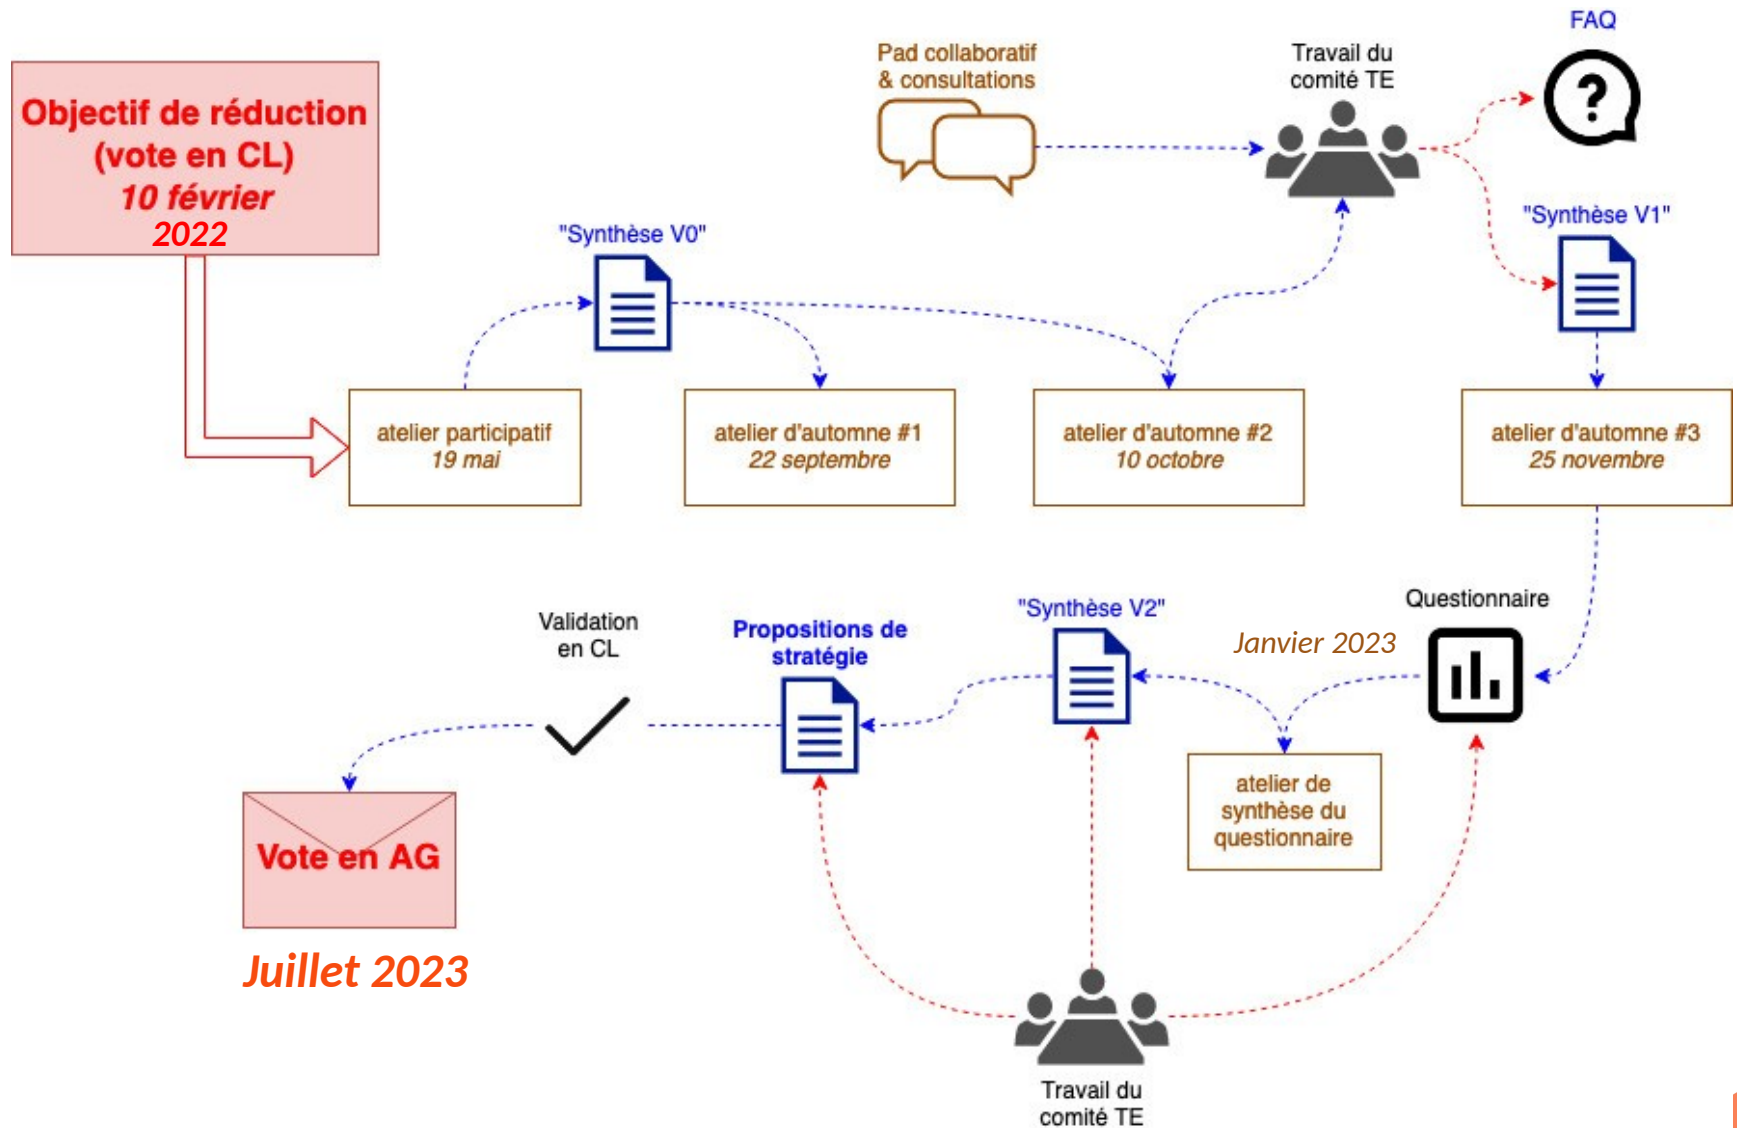 Objectif de réduction
(vote en CL)
10 février
2022
Pad collaboratif
& consultations
Travail du
comité TE
FAQ
?
"Synthèse V0"
"Synthèse V1"
atelier participatif
19 mai
atelier d'automne #1
22 septembre
atelier d'automne #2
10 octobre
atelier d'automne #3
25 novembre
Questionnaire
Janvier 2023
atelier de
synthèse du
questionnaire
"Synthèse V2"
Propositions de
stratégie
Validation
en CL
Vote en AG
Juillet 2023
Travail du
comité TE